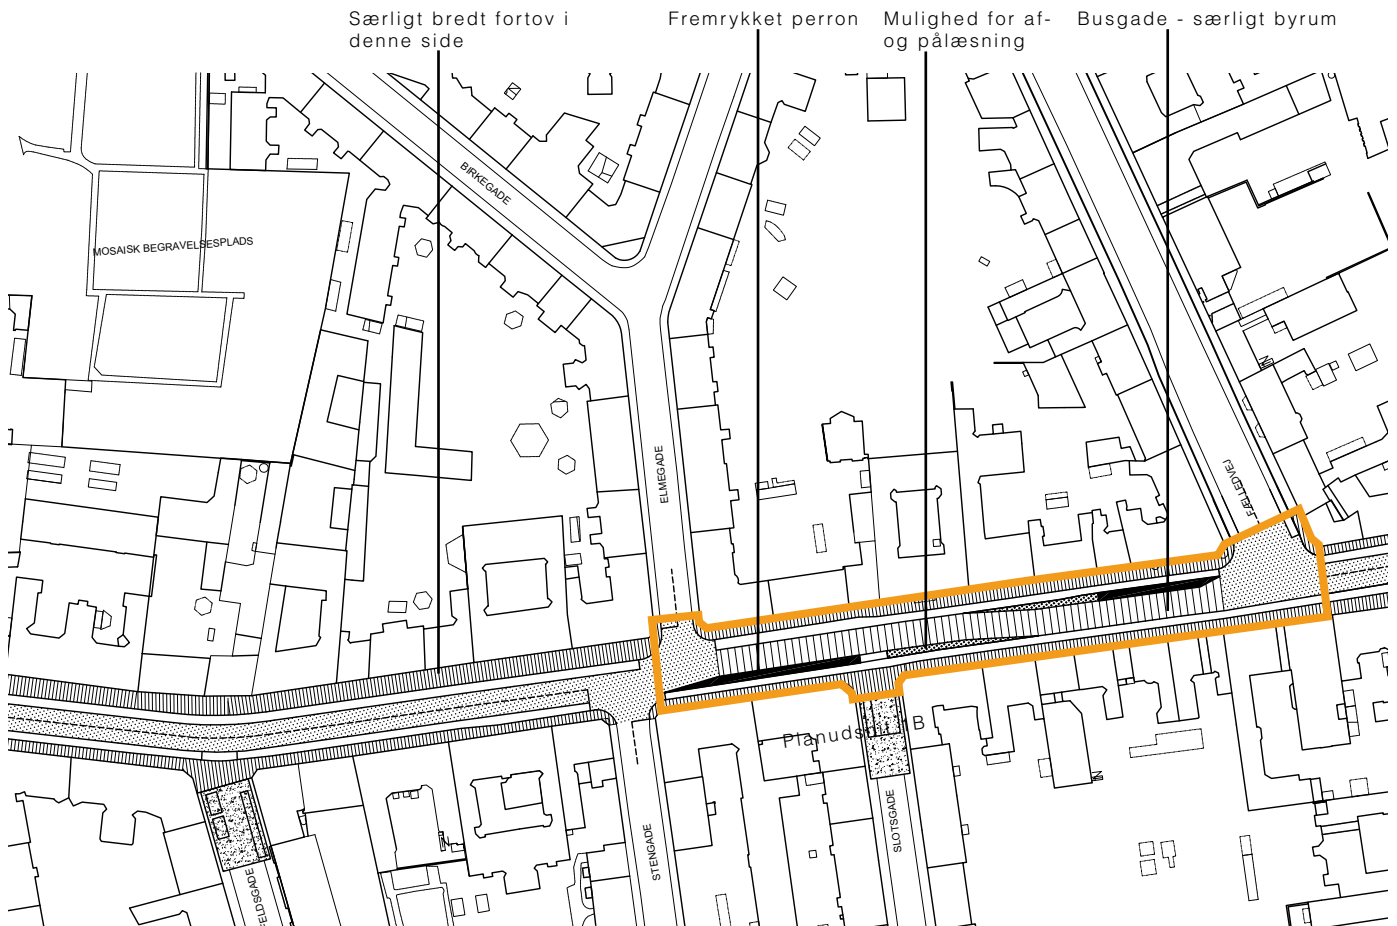 Særligt bredt fortov i
denne side
Fremrykket perron
Mulighed for af-
og pålæsning
Busgade - særligt byrum
BIRKEGADE
MOSAISK BEGRAVELSESPLADS
ELMEGADE
FÆLLEDVEJ
B
STENGADE
SLOTSGADE
FELDSGADE